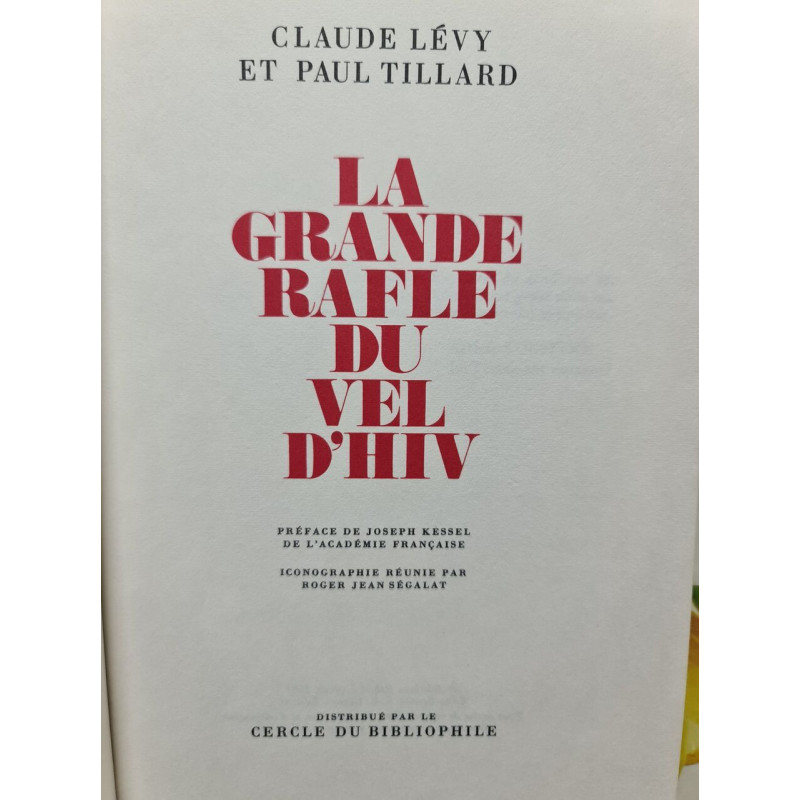 CLAUDE LÉVY
ET PAUL TILLARD
LA
GRANDE
RAFLE
DU
VEL
D'HIV
PRÉFACE DE JOSEPH KESSEL
DE L'ACADÉMIE FRANÇAISE
ICONOGRAPHIE RÉUNIE PAR
ROGER JEAN SÉGALAT
DISTRIBUÉ PAR LE
CERCLE DU BIBLIOPHILE